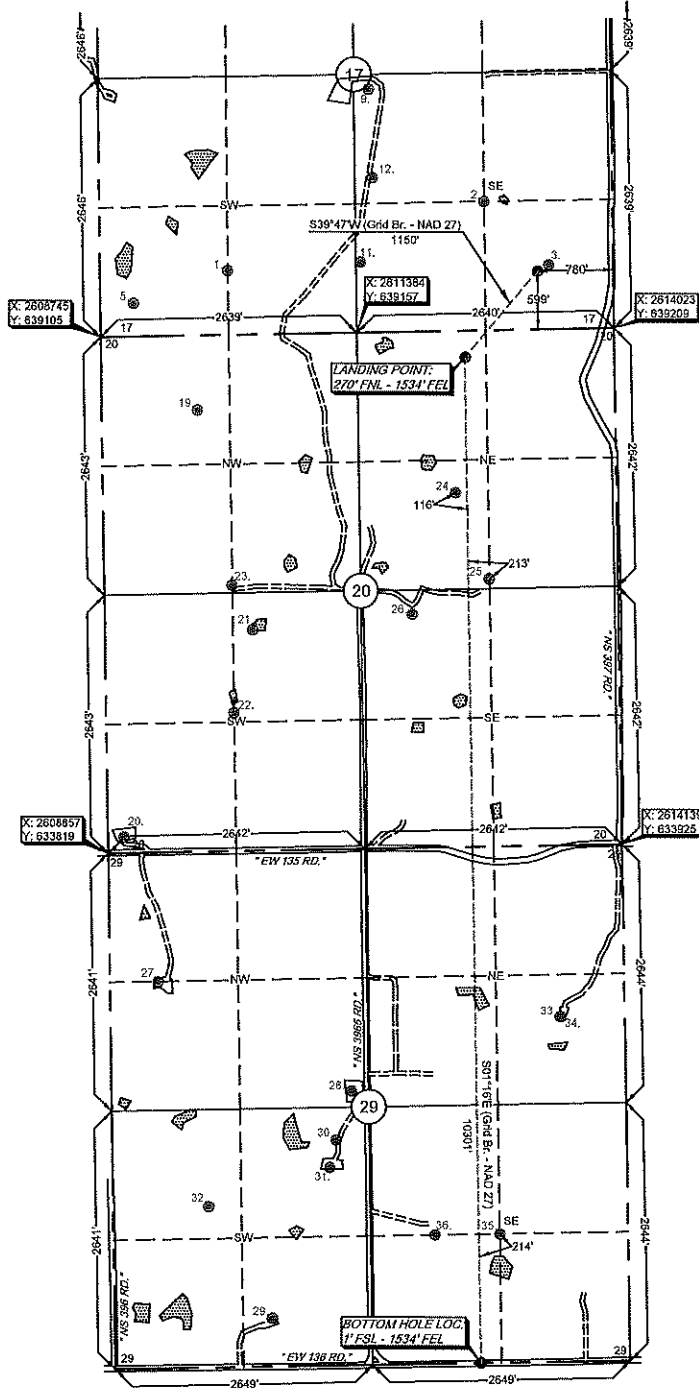 2646'
2639'
17
9.
12.
SE
2
SW
2646'
2639'
S39°47'W (Grid Br. - NAD 27)
1150'
11.
3.
1
780'
5
X: 2611384
Y: 639157
599'
X: 2608745
Y: 639105
X: 2614023
Y: 639209
17
2639'
2640'
17
20
20
LANDING POINT:
270' FNL - 1534' FEL
19
NW
NE
2643'
2642'
24
116'
213'
25
23.
20
26
21
"NS 397 RD."
22.
SW
SE
2643'
2642'
X: 2608857
Y: 633819
20.
2642'
2642'
20
X: 2614139
Y: 633925
29
"EW 135 RD."
2641'
27
NW
NE
2644'
33
34.
"NS 3966 RD."
28
29
S01°16'E (Grid Br. - NAD 27)
10301'
30
31.
32
36.
35
SE
SW
214'
2641'
2644'
"NS 396 RD."
29
BOTTOM HOLE LOC.
1' FSL - 1534' FEL
29
"EW 136 RD."
29
2649'
2649'